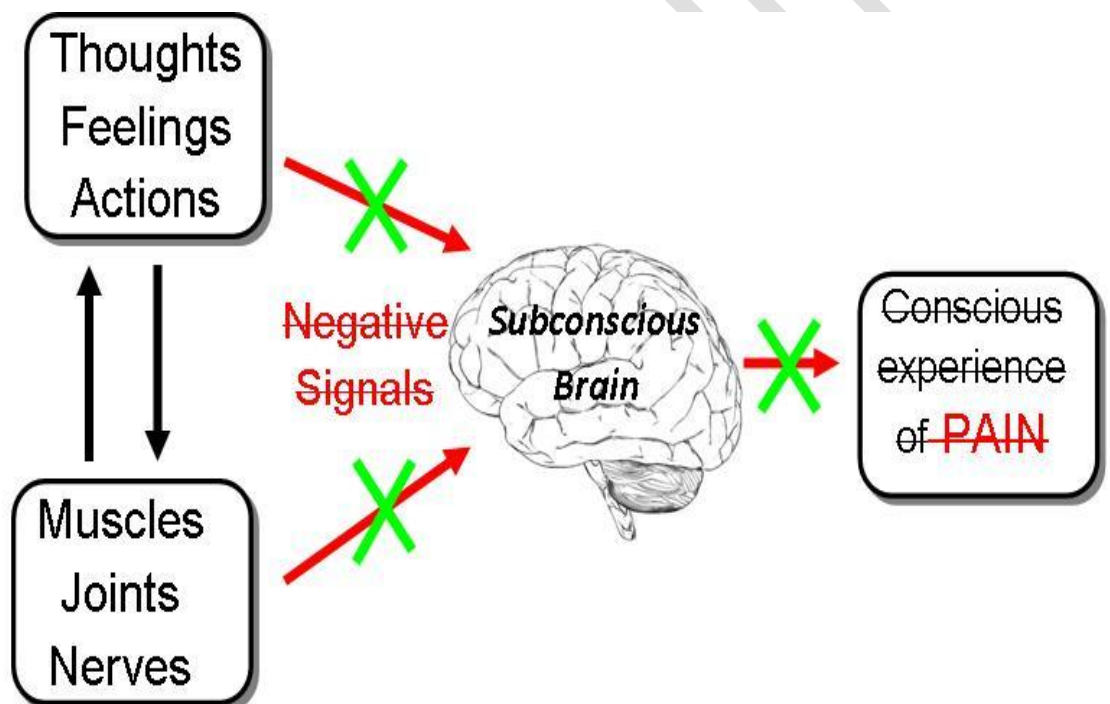 Thoughts
Feelings
Actions
Negative
Signals
Subconscious
Brain
Conscious
experience
of PAIN
Muscles
Joints
Nerves